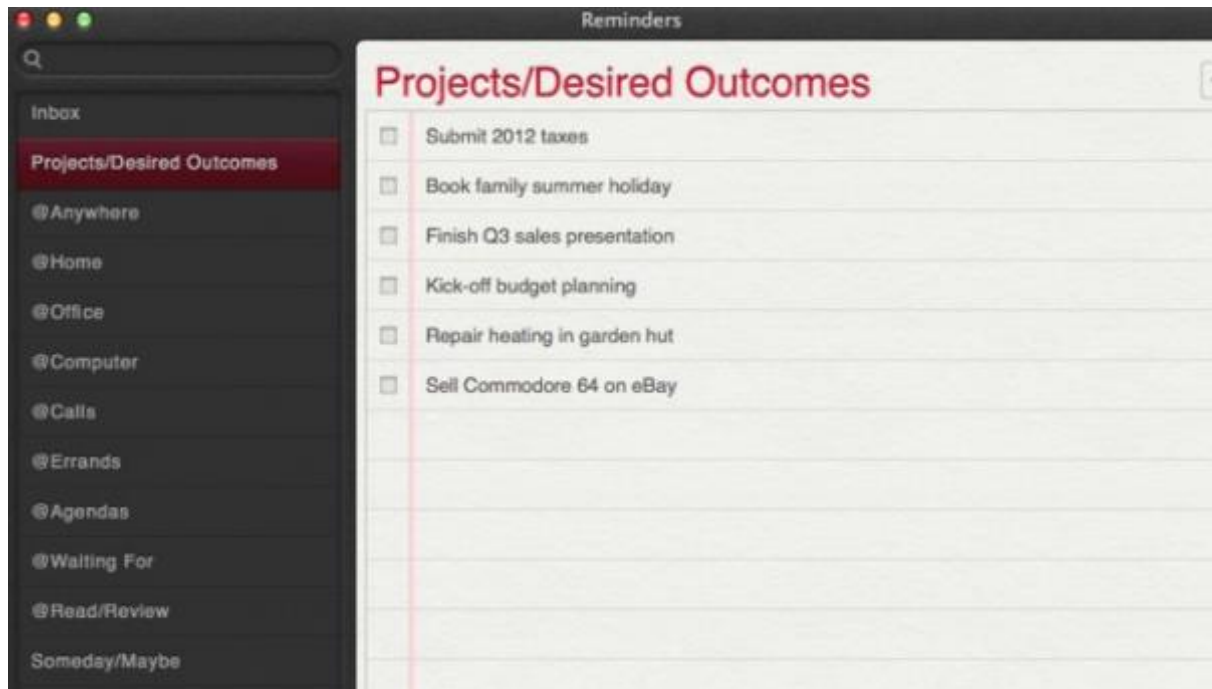 Reminders
Inbox
Projects/Desired Outcomes
@Anywhere
@Home
@Office
@Computer
@Calls
@Errands
@Agendas
@Waiting For
@Read/Review
Someday/Maybe
Projects/Desired Outcomes
Submit 2012 taxes
Book family summer holiday
Finish Q3 sales presentation
Kick-off budget planning
Repair heating in garden hut
Sell Commodore 64 on eBay